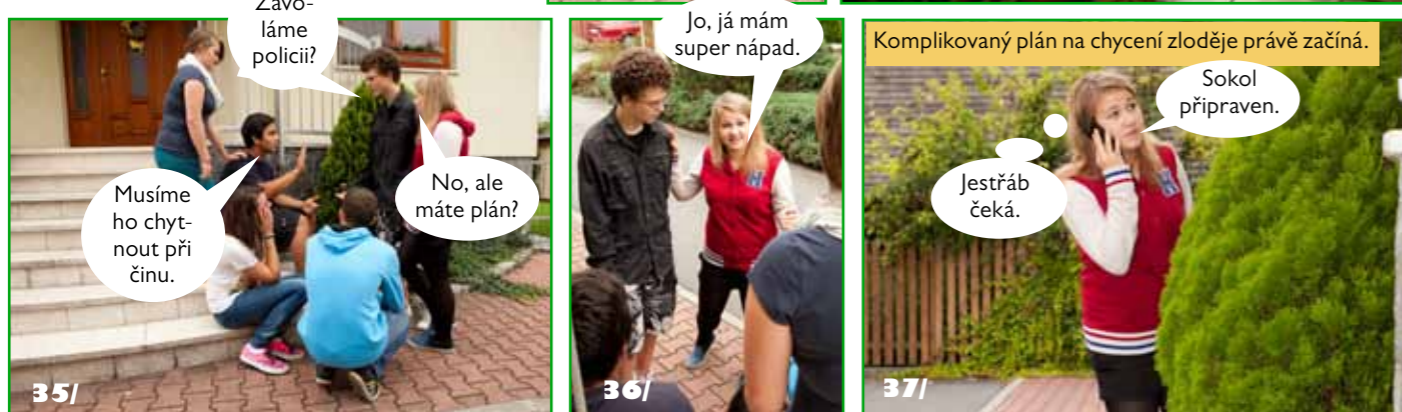 Zavo-
láme
policii?
Musíme
ho chyt-
nout při
činu.
No, ale
máte plán?
35/
Jo, já mám
super nápad.
36/
Komplikovaný plán na chycení zloděje právě začíná.
Sokol
připraven.
Jestřáb
čeká.
37/